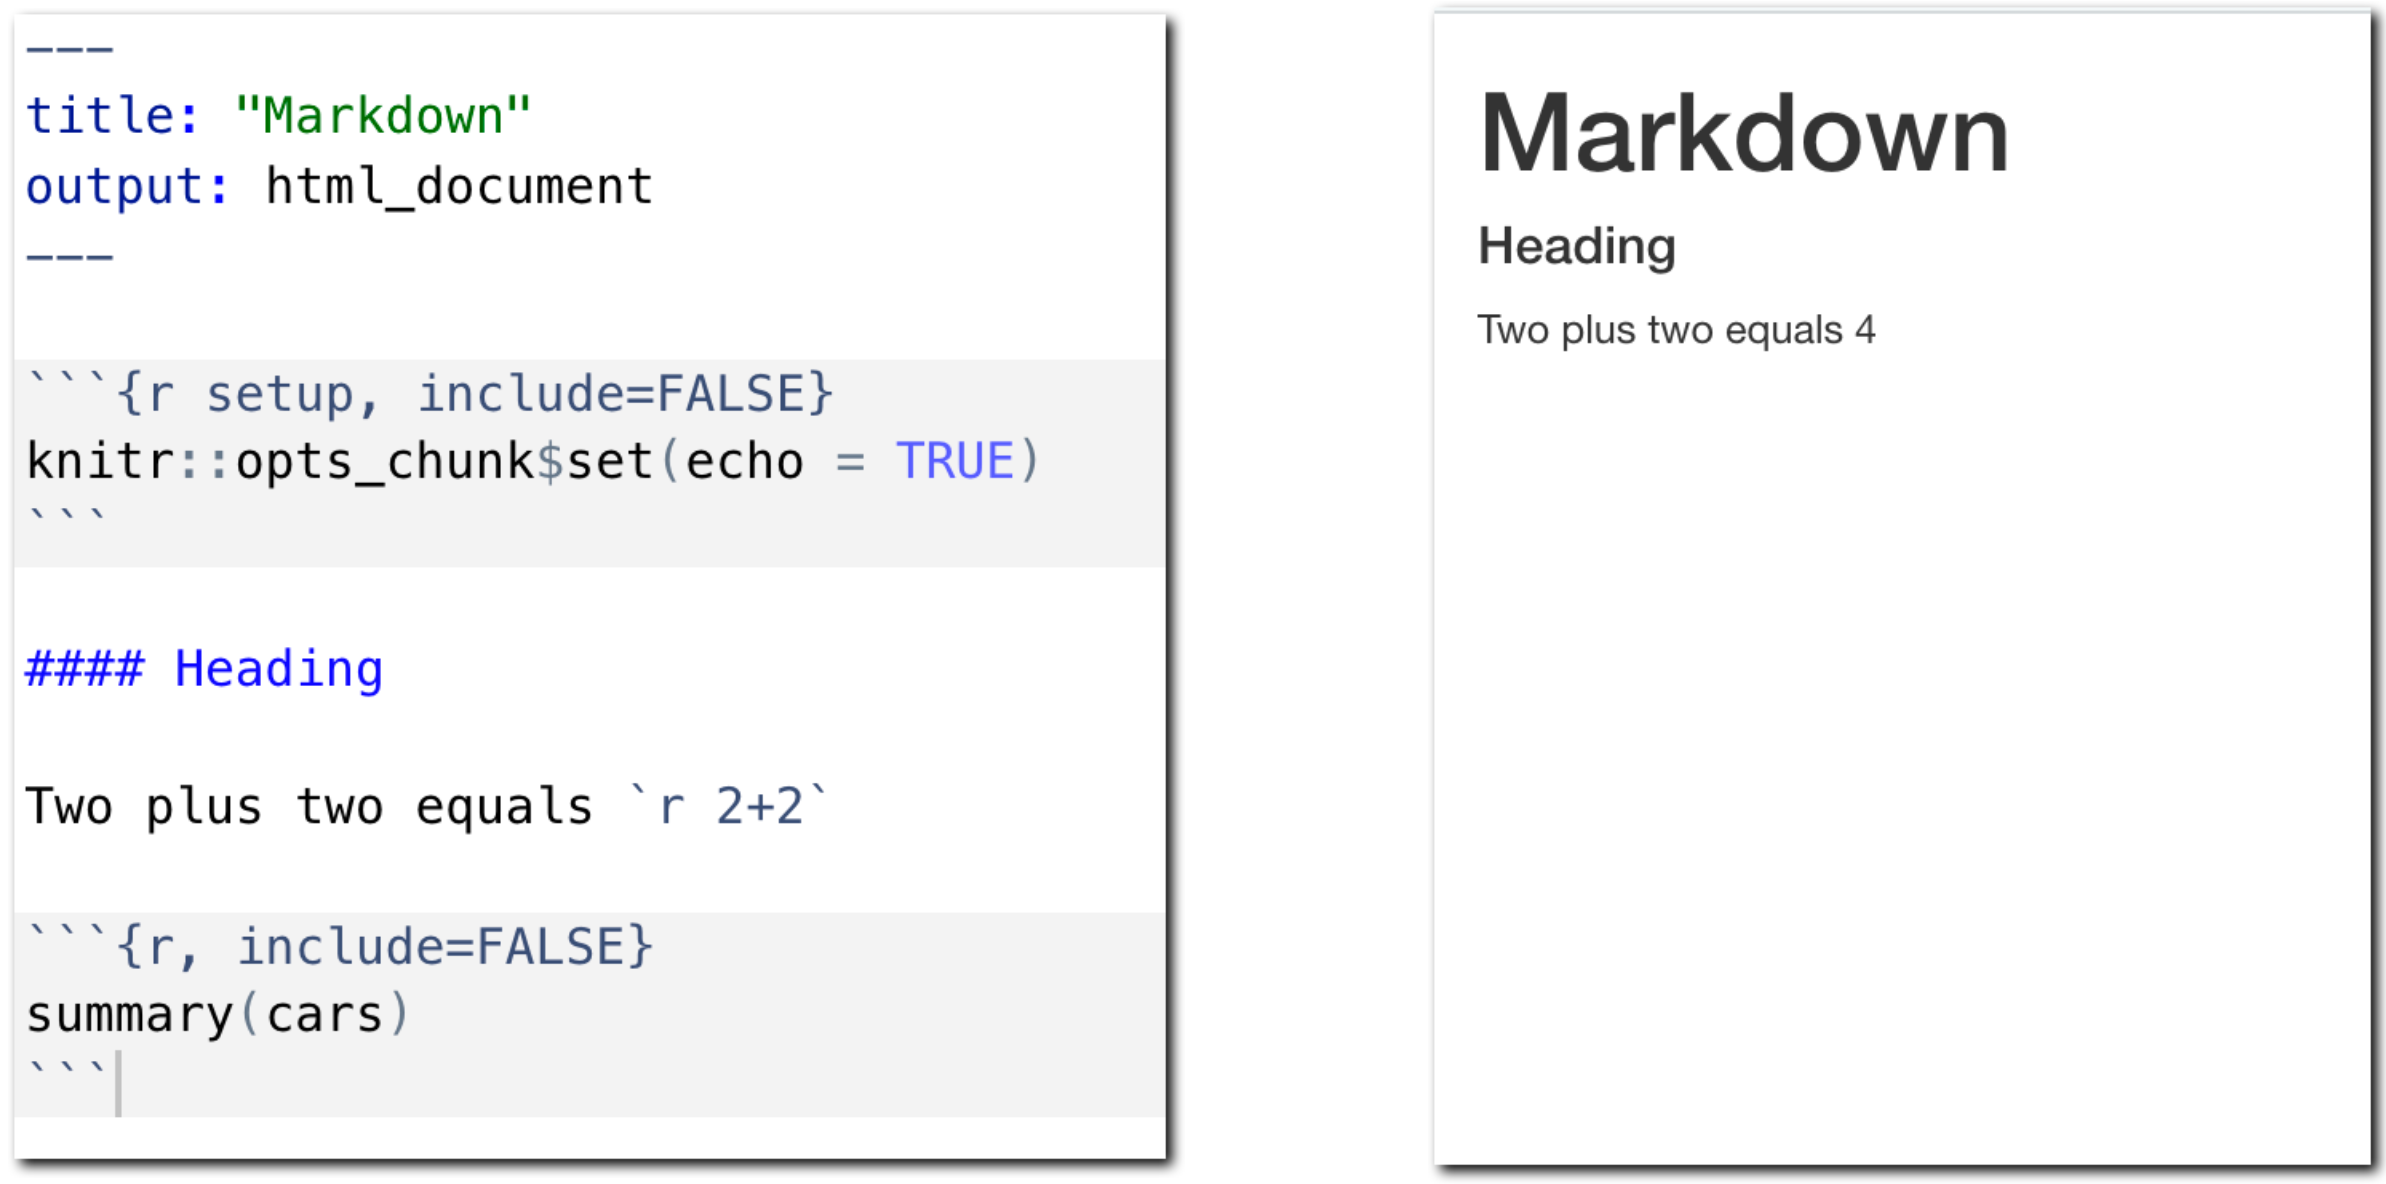 ---
title: "Markdown"
output: html_document
---
```{r setup, include=FALSE}
knitr::opts_chunk$set(echo = TRUE)
```
#### Heading
Two plus two equals `r 2+2`
```{r, include=FALSE}
summary(cars)
```
Markdown
Heading
Two plus two equals 4